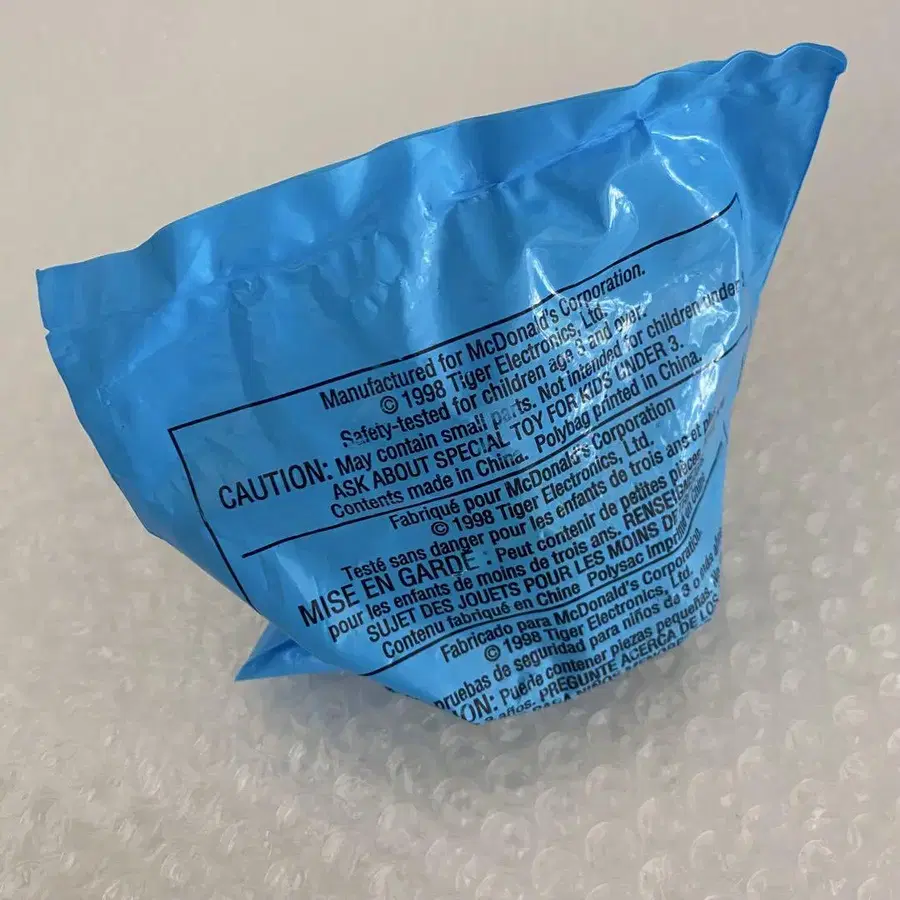 Manufactured for McDonald's Corporation.
© 1998 Tiger Electronics, Ltd.
Safety-tested for children age 3 and over.
CAUTION: May contain small parts. Not intended for children under
ASK ABOUT SPECIAL TOY FOR KIDS UNDER 3.
Contents made in China. Polybag printed in China.
Fabriqué pour McDonald's Corporation
© 1998 Tiger Electronics, Ltd.
Testé sans danger pour les enfants de trois ans et
MISE EN GARDE : Peut contenir de petites pièces
pour les enfants de moins de trois ans,
SUJET DES JOUETS POUR LES MOINS DE
Contenu fabriqué en Chine Polysac imprimé
Fabricado para McDonald's Corporation
© 1998 Tiger Electronics, Ltd.
pruebas de seguridad para niños de 3 o más
Puede contener piezas pequeñas.
años. PREGUNTE ACERCA DE LOS